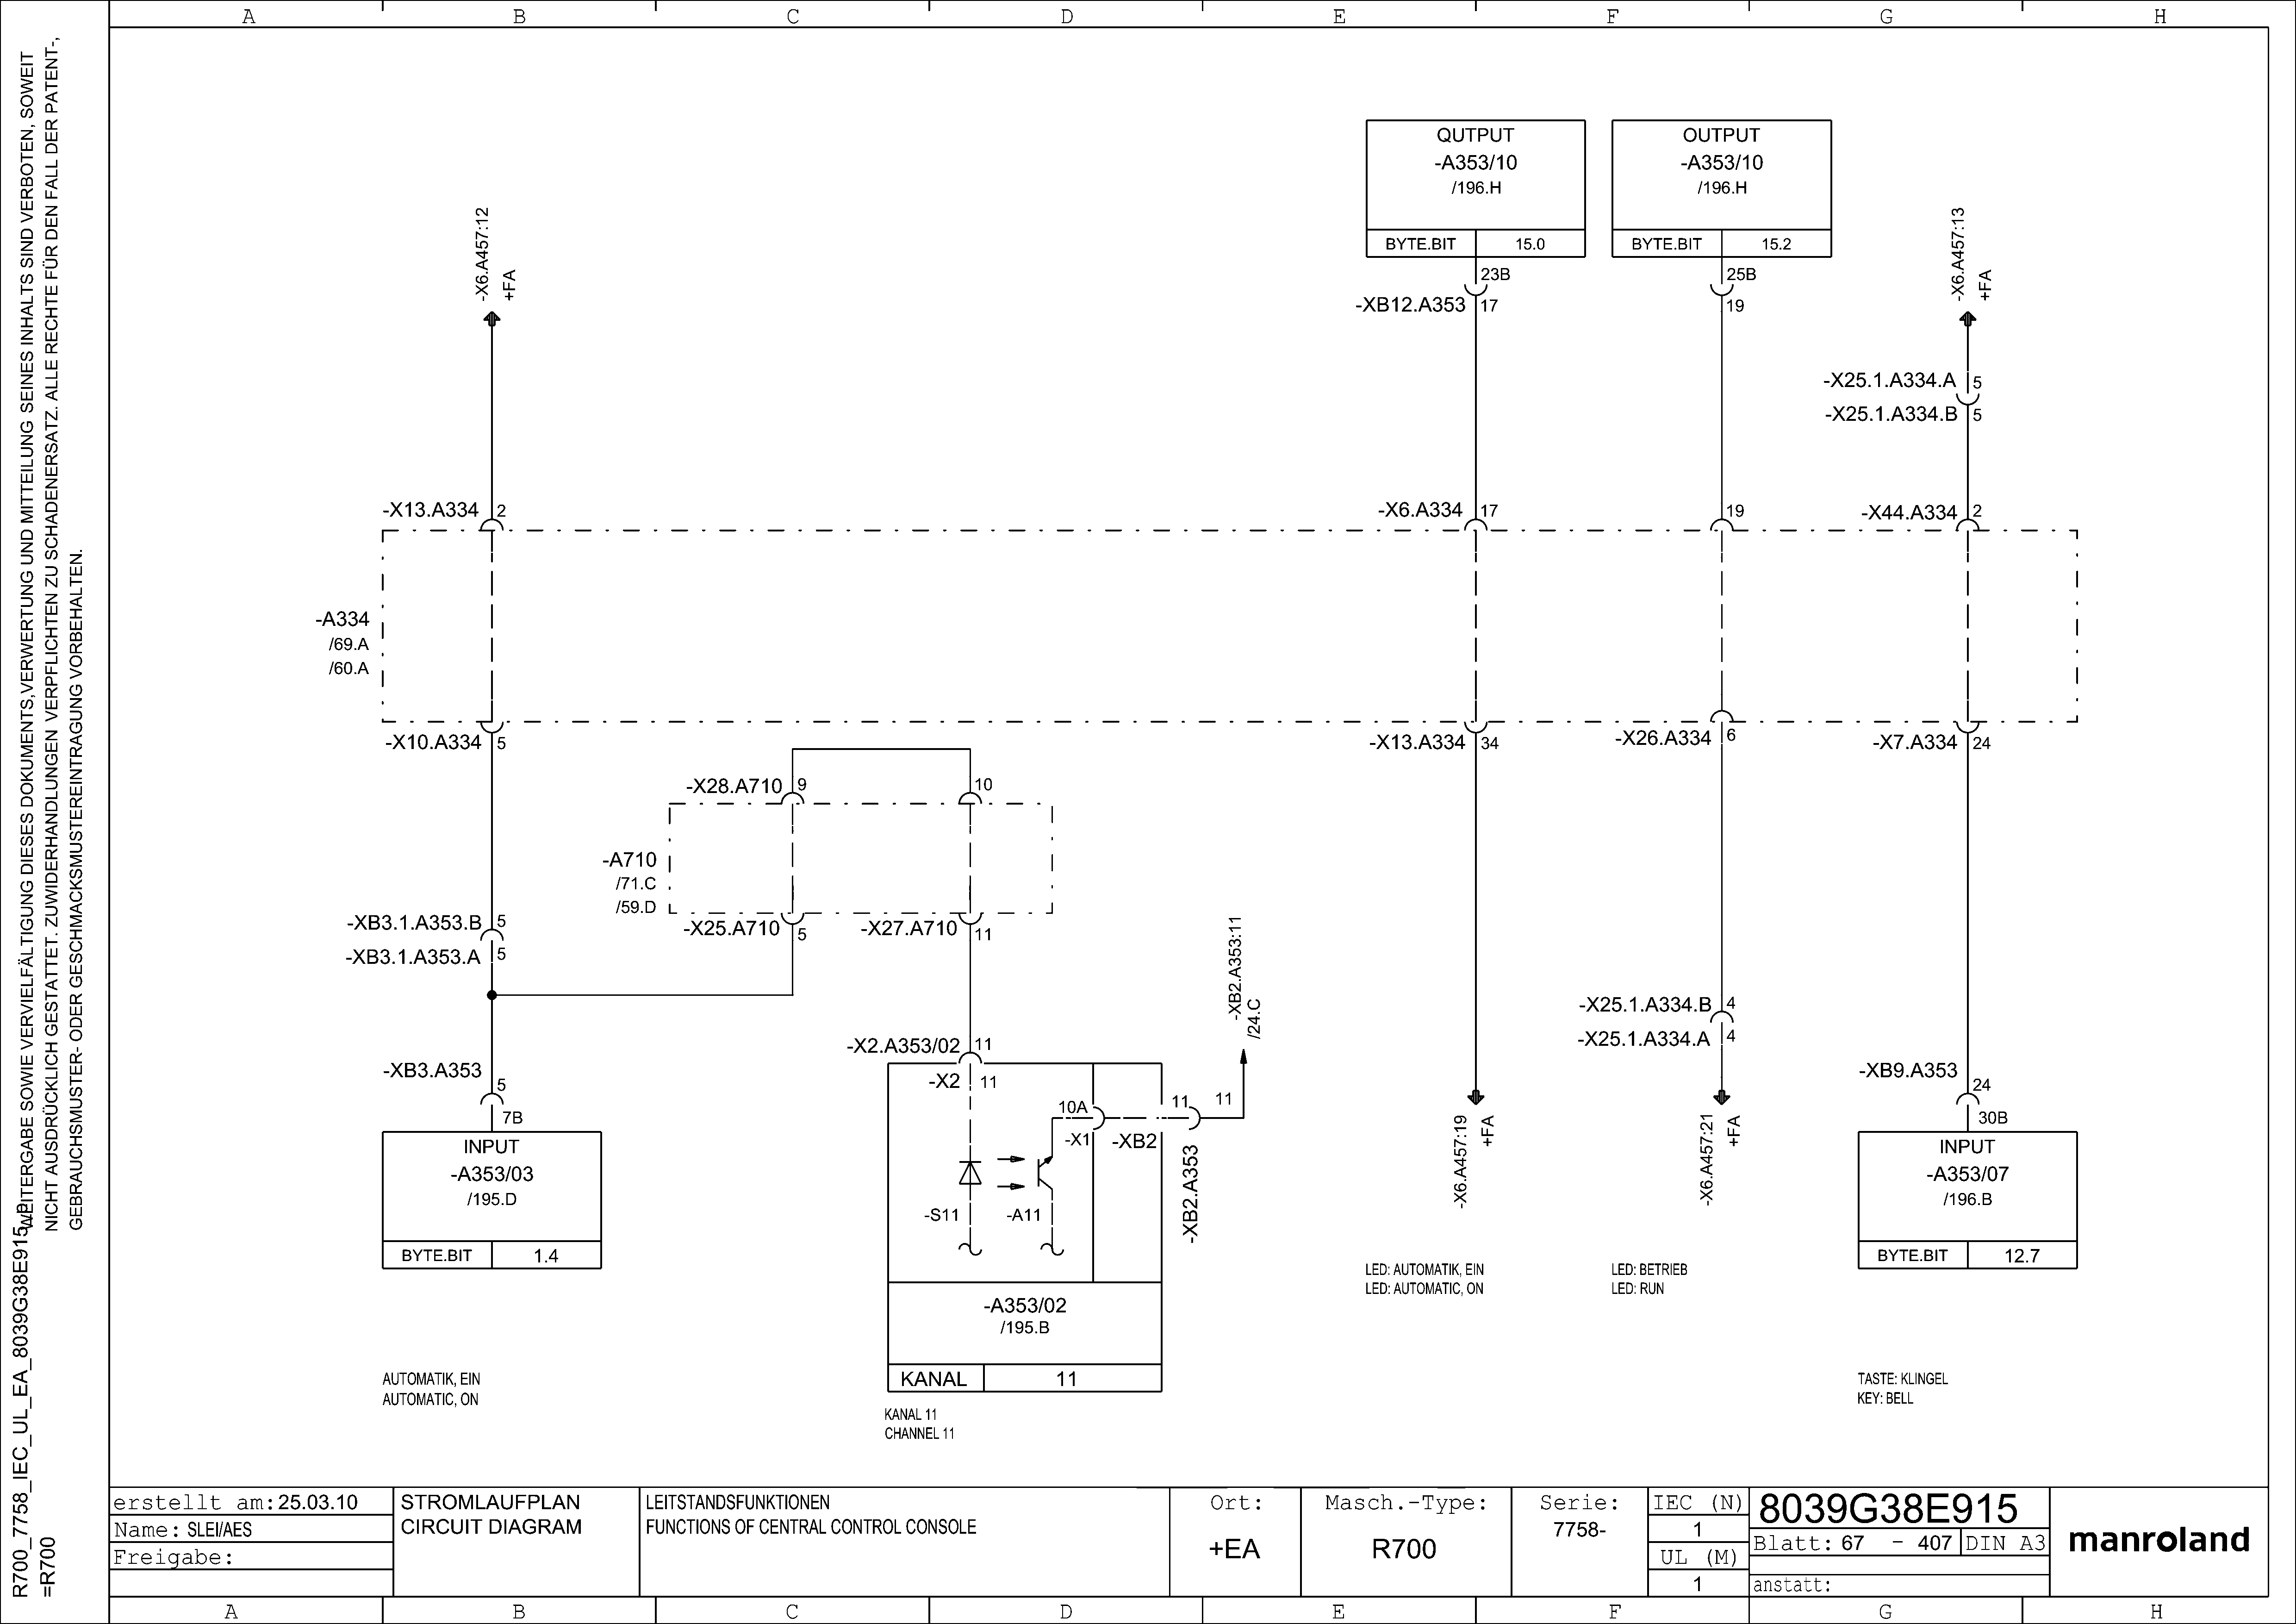 A B C D E F G H
WEITERGABE SOWIE VERVIELFÄLTIGUNG DIESES DOKUMENTS,VERWERTUNG UND MITTEILUNG SEINES INHALTS SIND VERBOTEN, SOWEIT
NICHT AUSDRÜCKLICH GESTATTET. ZUWIDERHANDLUNGEN VERPFLICHTEN ZU SCHADENERSATZ. ALLE RECHTE FÜR DEN FALL DER PATENT-,
GEBRAUCHSMUSTER- ODER GESCHMACKSMUSTEREINTRAGUNG VORBEHALTEN.
R700_7758_IEC_UL_EA_8039G38E915_D
=R700
QUTPUT
-A353/10
/196.H
BYTE.BIT 15.0
23B
-XB12.A353 17
OUTPUT
-A353/10
/196.H
BYTE.BIT 15.2
25B
19
-X6.A457:12
+FA
-X6.A457:13
+FA
-X25.1.A334.A 5
-X25.1.A334.B 5
-X13.A334 2
-X6.A334 17
19
-X44.A334 2
-A334
/69.A
/60.A
-X10.A334 5
-X13.A334 34
-X26.A334 6
-X7.A334 24
-X28.A710 9
10
-A710
/71.C
/59.D
-X25.A710 5
-X27.A710 11
-XB3.1.A353.B 5
-XB3.1.A353.A 5
-XB2.A353:11
/24.C
-X25.1.A334.B 4
-X25.1.A334.A 4
-X2.A353/02 11
-X2 11
-XB3.A353
5
7B
10A
-X1
-XB2
11
11
-XB2.A353
-S11
-A11
-XB9.A353
24
30B
-X6.A457:19
+FA
-X6.A457:21
+FA
INPUT
-A353/03
/195.D
BYTE.BIT 1.4
INPUT
-A353/07
/196.B
BYTE.BIT 12.7
-A353/02
/195.B
KANAL 11
LED: AUTOMATIK, EIN
LED: AUTOMATIC, ON
LED: BETRIEB
LED: RUN
AUTOMATIK, EIN
AUTOMATIC, ON
KANAL 11
CHANNEL 11
TASTE: KLINGEL
KEY: BELL
erstellt am: 25.03.10
Name: SLEI/AES
Freigabe:
STROMLAUFPLAN
CIRCUIT DIAGRAM
LEITSTANDSFUNKTIONEN
FUNCTIONS OF CENTRAL CONTROL CONSOLE
Ort:
+EA
Masch.-Type:
R700
Serie:
7758-
IEC (N)
1
UL (M)
1
8039G38E915
Blatt: 67 - 407 DIN A3
anstatt:
manroland
A B C D E F G H